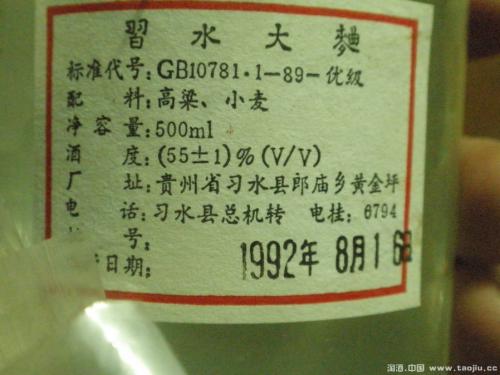 習水大麯
标准代号:GB10781·1-89-优级
配料:高粱、小麦
净容量:500ml
酒度:(55±1)%(V/V)
厂址:贵州省习水县郎庙乡黄金坪
电话:习水县总机转 电挂:6794
号:
日期: 1992年8月16日
淘酒.中国 www.taojiu.cc